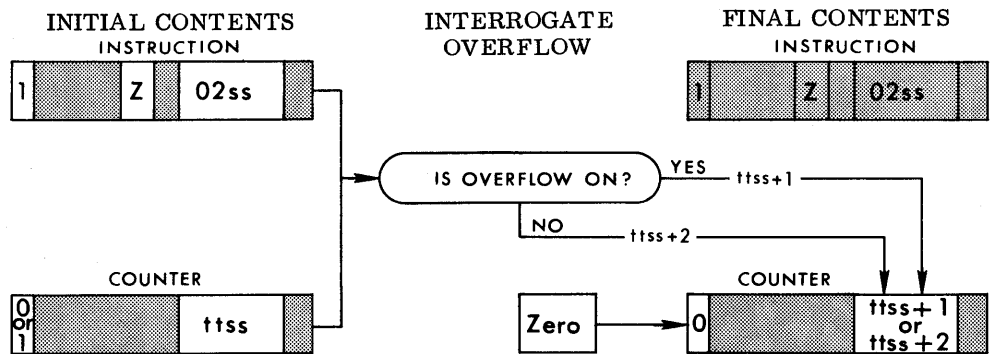 INITIAL CONTENTS
INSTRUCTION
1 Z 02ss
INTERROGATE
OVERFLOW
FINAL CONTENTS
INSTRUCTION
1 Z 02ss
IS OVERFLOW ON?
YES
ttss+1
NO
ttss+2
COUNTER
0
or
1
ttss
Zero
COUNTER
0
ttss+1
or
ttss+2